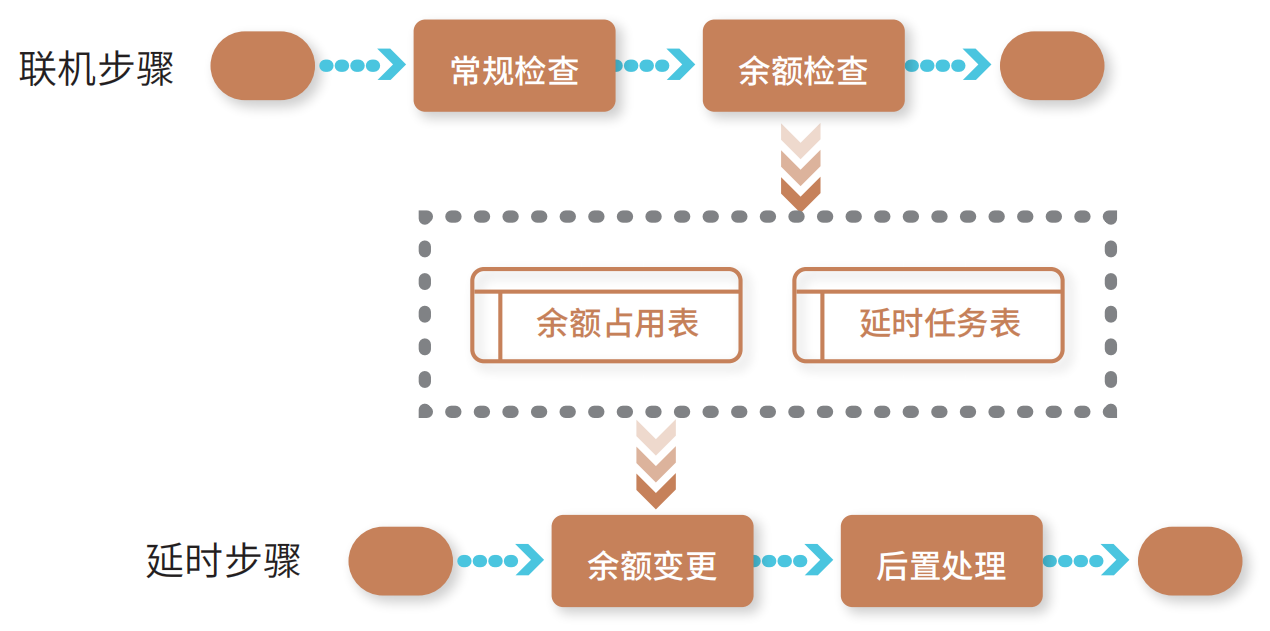 联机步骤
常规检查
余额检查
余额占用表
延时任务表
延时步骤
余额变更
后置处理